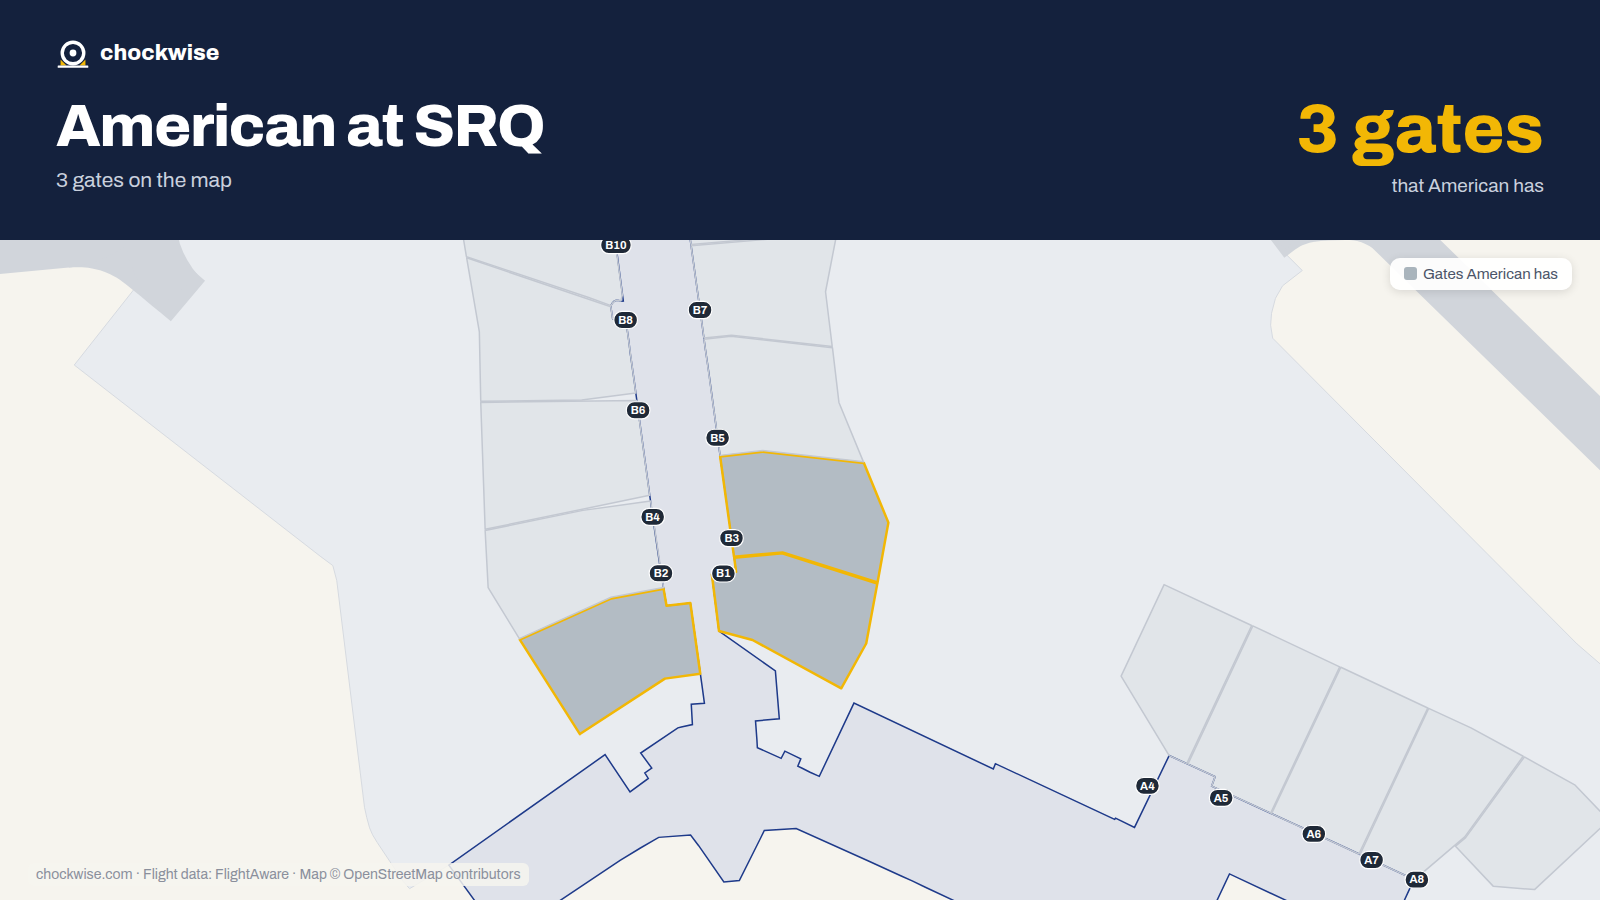 chockwise
American at SRQ
3 gates on the map
3 gates
that American has
Gates American has
B10
B7
B8
B6
B5
B4
B3
B2
B1
A4
A5
A6
A7
A8
chockwise.com · Flight data: FlightAware · Map © OpenStreetMap contributors